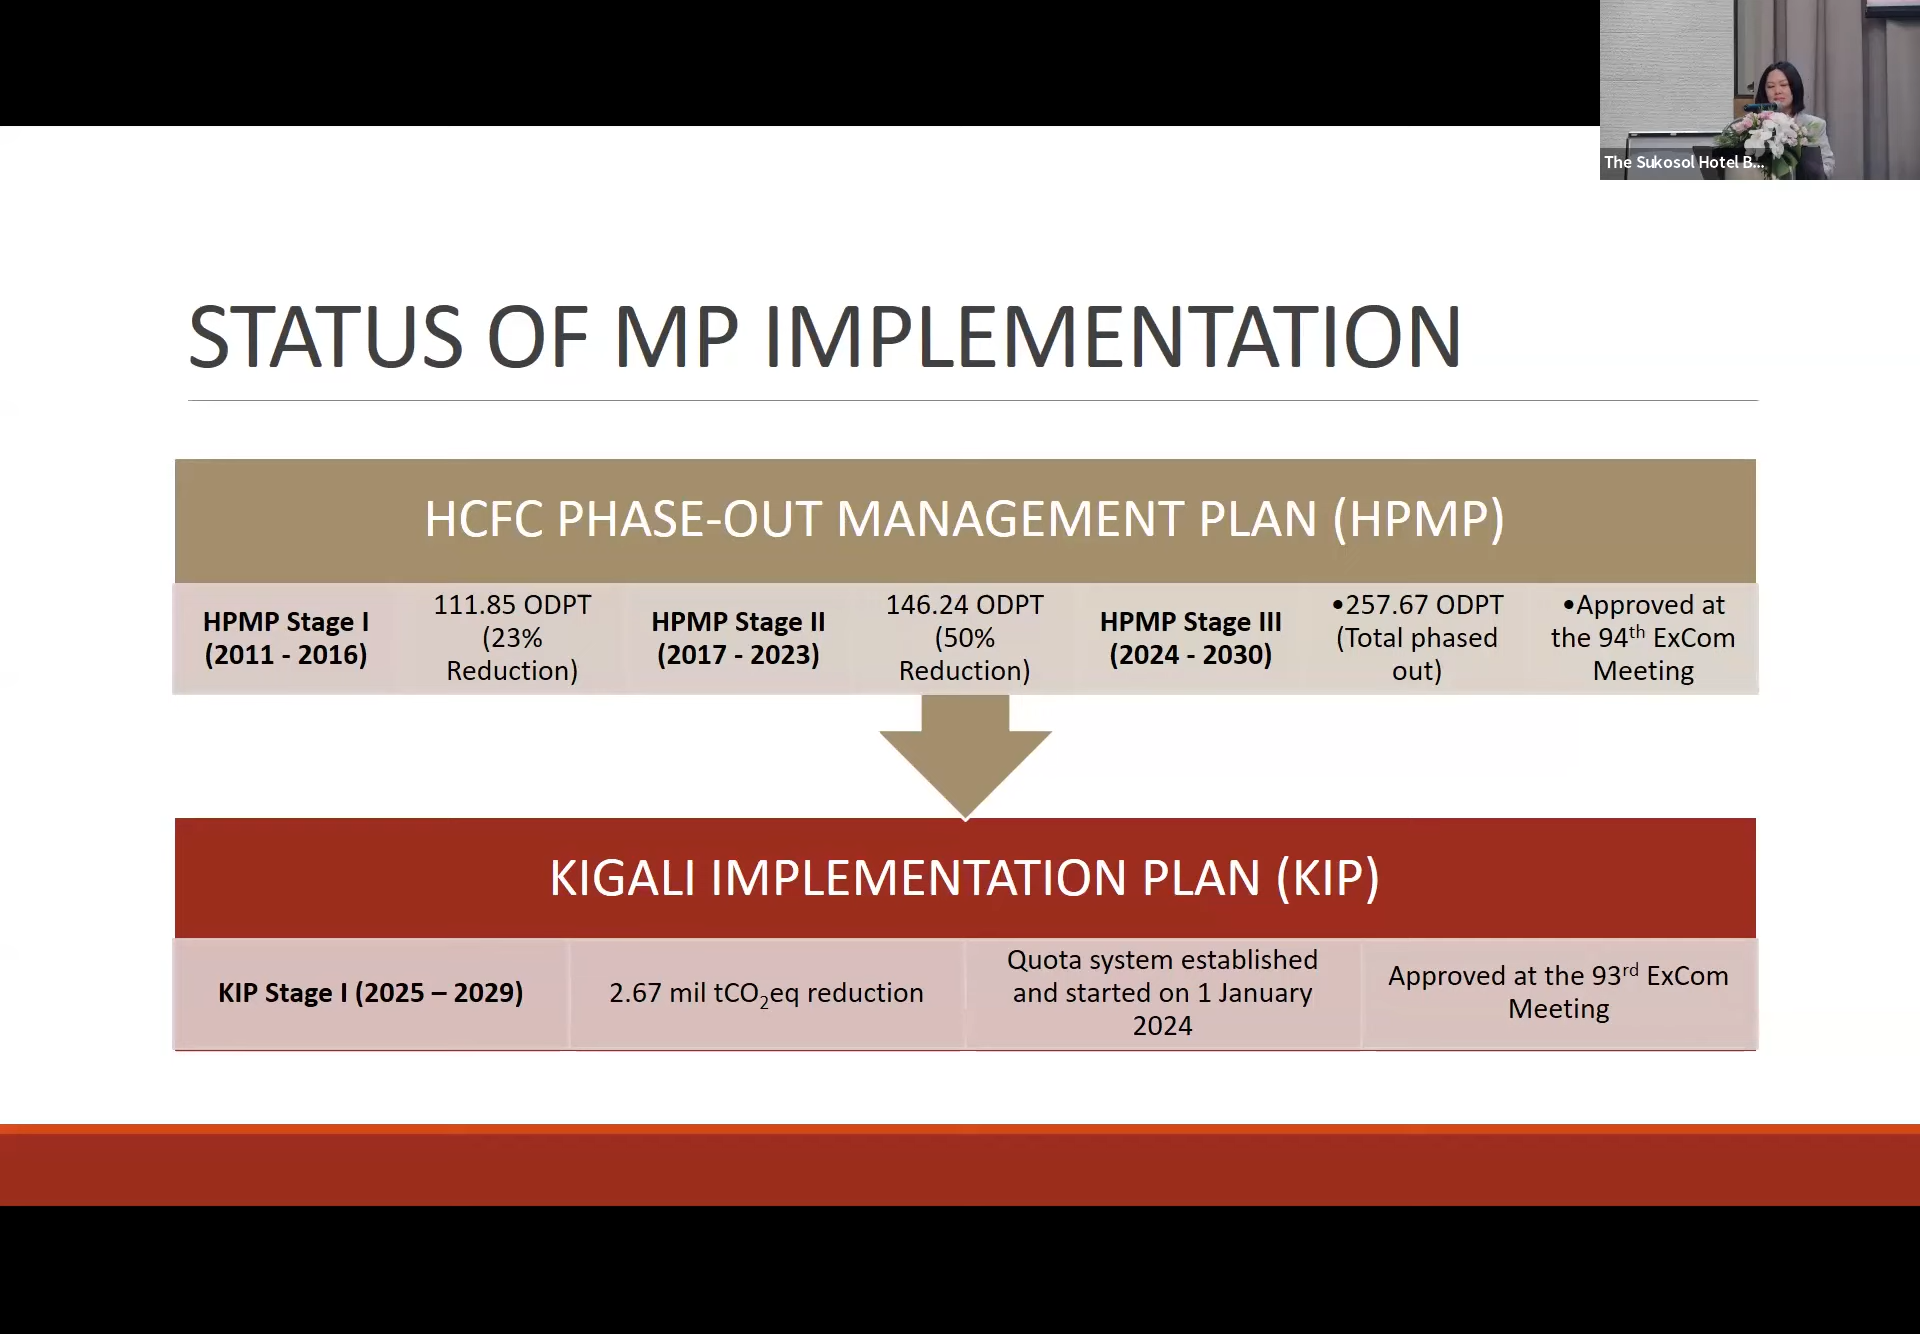 The Sukosol Hotel B...
STATUS OF MP IMPLEMENTATION
HCFC PHASE-OUT MANAGEMENT PLAN (HPMP)
HPMP Stage I
(2011 - 2016)
111.85 ODPT
(23%
Reduction)
HPMP Stage II
(2017 - 2023)
146.24 ODPT
(50%
Reduction)
HPMP Stage III
(2024 - 2030)
•257.67 ODPT
(Total phased
out)
•Approved at
the 94th ExCom
Meeting
KIGALI IMPLEMENTATION PLAN (KIP)
KIP Stage I (2025 – 2029)
2.67 mil tCO₂eq reduction
Quota system established
and started on 1 January
2024
Approved at the 93rd ExCom
Meeting